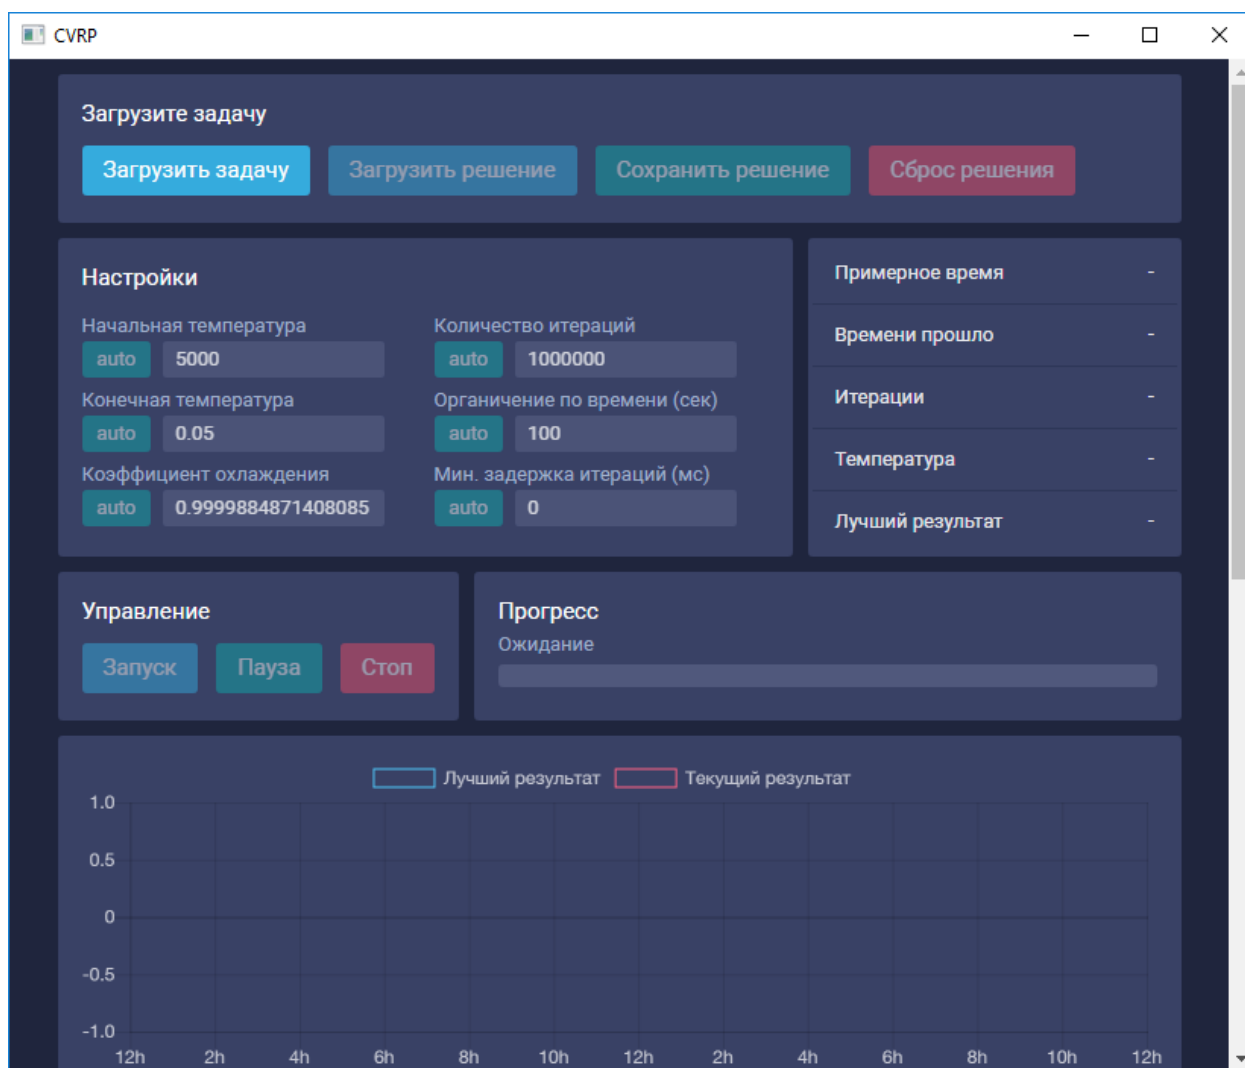 CVRP
Загрузите задачу
Загрузить задачу Загрузить решение Сохранить решение Сброс решения
Настройки
Начальная температура Количество итераций
auto 5000 auto 1000000
Конечная температура Органичение по времени (сек)
auto 0.05 auto 100
Коэффициент охлаждения Мин. задержка итераций (мс)
auto 0.9999884871408085 auto 0
Примерное время -
Времени прошло -
Итерации -
Температура -
Лучший результат -
Управление
Запуск Пауза Стоп
Прогресс
Ожидание
Лучший результат Текущий результат
1.0
0.5
0
-0.5
-1.0
12h 2h 4h 6h 8h 10h 12h 2h 4h 6h 8h 10h 12h